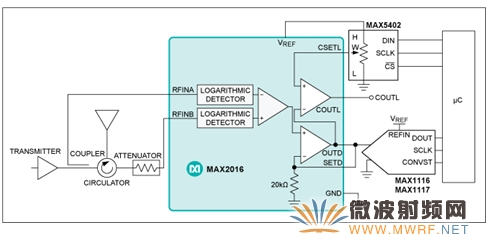 MAX5402
VREF
H
W
L
CSETL
DIN
SCLK
CS
RFINA
LOGARITHMIC
DETECTOR
RFINB
LOGARITHMIC
DETECTOR
COUTL
COUTL
µC
VREF
REFIN
TRANSMITTER
COUPLER
ATTENUATOR
CIRCULATOR
MAX2016
OUTD
SETD
20kΩ
GND
DOUT
SCLK
CONVST
MAX1116
MAX1117
微波射频网
WWW.MWRF.NET